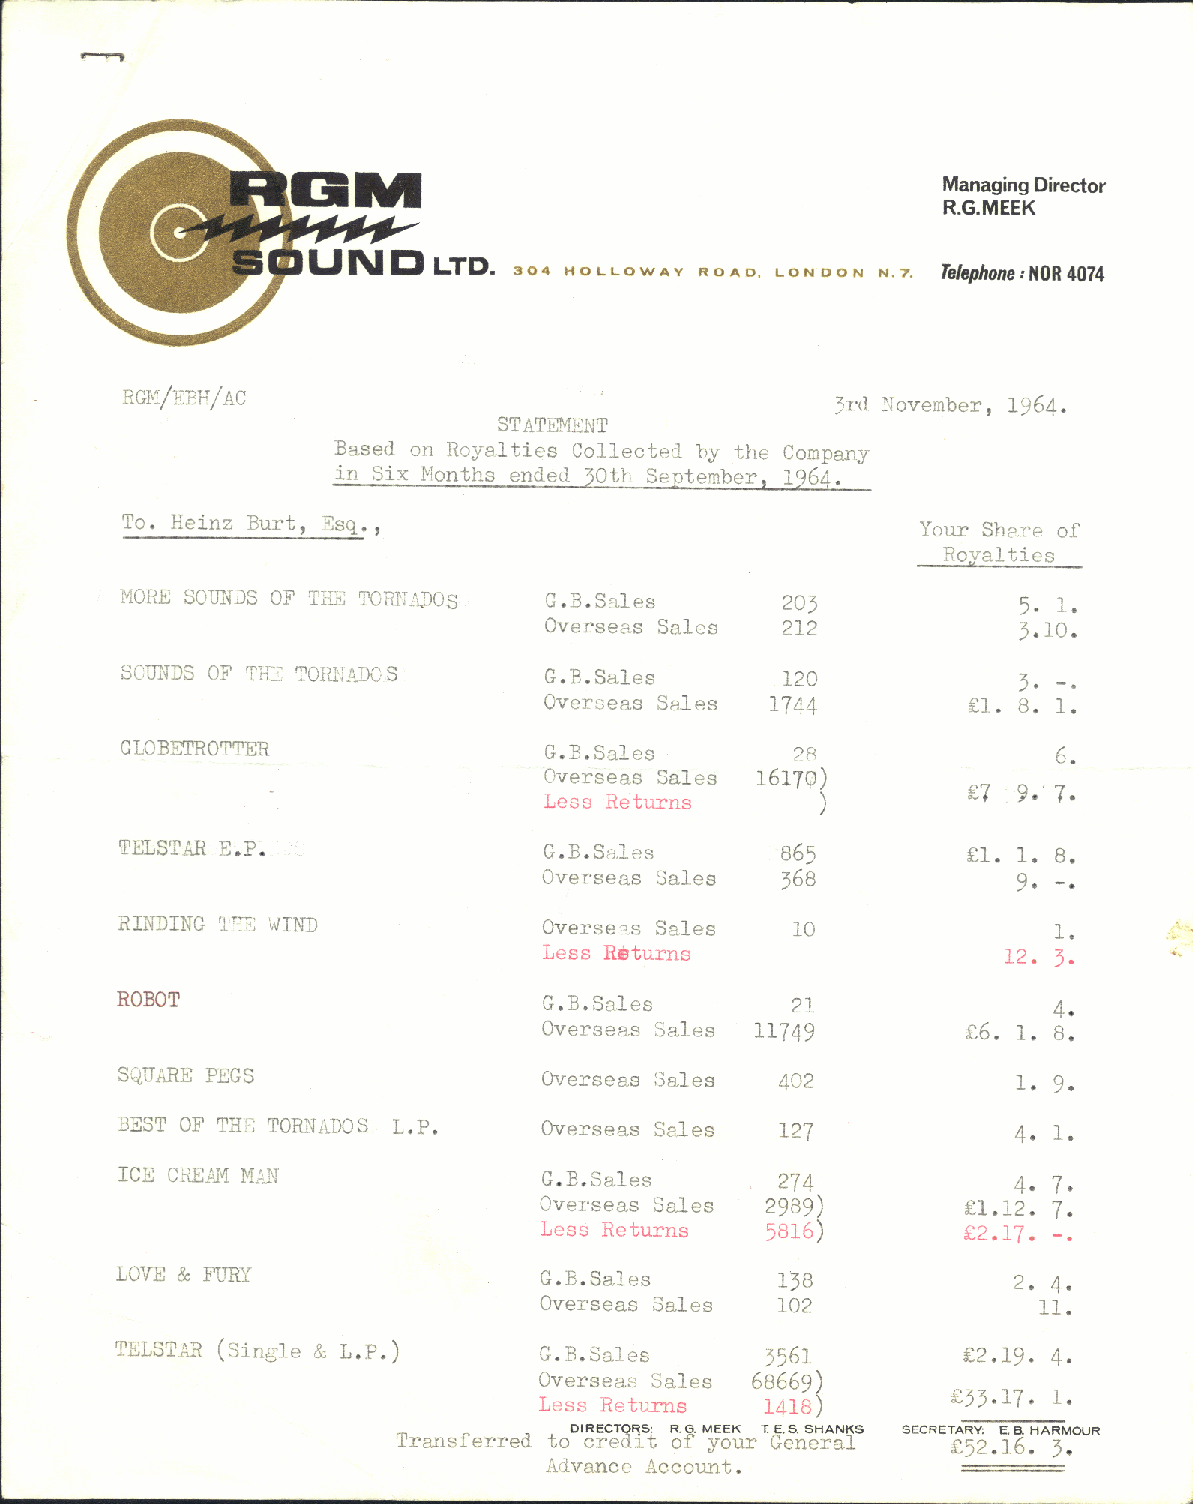 RGM
SOUND LTD. 304 HOLLOWAY ROAD, LONDON N.7.
Managing Director
R.G.MEEK
Telephone : NOR 4074
RGM/EBH/AC
3rd November, 1964.
STATEMENT
Based on Royalties Collected by the Company
in Six Months ended 30th September, 1964.
To. Heinz Burt, Esq.,
Your Share of
Royalties
MORE SOUNDS OF THE TORNADOS G.B.Sales 203 5. 1.
Overseas Sales 212 3.10.
SOUNDS OF THE TORNADOS G.B.Sales 120 3. -.
Overseas Sales 1744 £1. 8. 1.
GLOBETROTTER G.B.Sales 28 6.
Overseas Sales 16170)
Less Returns ) £7 9. 7.
TELSTAR E.P. G.B.Sales 865 £1. 1. 8.
Overseas Sales 368 9. -.
RINDING THE WIND Overseas Sales 10 1.
Less Returns 12. 3.
ROBOT G.B.Sales 21 4.
Overseas Sales 11749 £6. 1. 8.
SQUARE PEGS Overseas Sales 402 1. 9.
BEST OF THE TORNADOS L.P. Overseas Sales 127 4. 1.
ICE CREAM MAN G.B.Sales 274 4. 7.
Overseas Sales 2989) £1.12. 7.
Less Returns 5816) £2.17. -.
LOVE & FURY G.B.Sales 138 2. 4.
Overseas Sales 102 11.
TELSTAR (Single & L.P.) G.B.Sales 3561 £2.19. 4.
Overseas Sales 68669)
Less Returns 1418) £33.17. 1.
DIRECTORS: R.G. MEEK T.E.S. SHANKS SECRETARY: E.B. HARMOUR
Transferred to credit of your General £52.16. 3.
Advance Account.